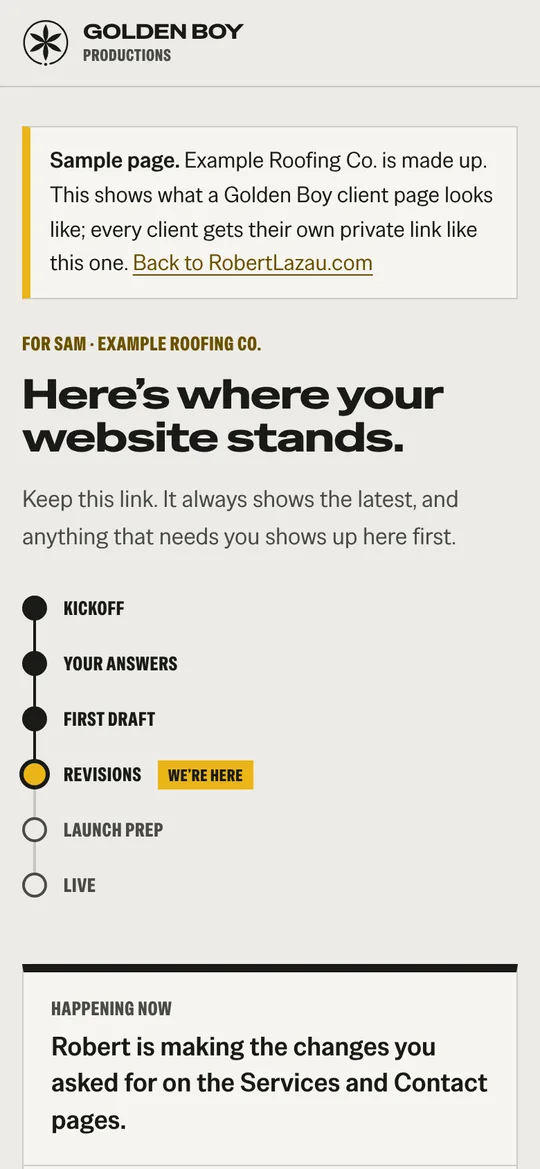 GOLDEN BOY
PRODUCTIONS
Sample page. Example Roofing Co. is made up.
This shows what a Golden Boy client page looks
like; every client gets their own private link like
this one. Back to RobertLazau.com
FOR SAM · EXAMPLE ROOFING CO.
Here’s where your
website stands.
Keep this link. It always shows the latest, and
anything that needs you shows up here first.
KICKOFF
YOUR ANSWERS
FIRST DRAFT
REVISIONS WE’RE HERE
LAUNCH PREP
LIVE
HAPPENING NOW
Robert is making the changes you
asked for on the Services and Contact
pages.